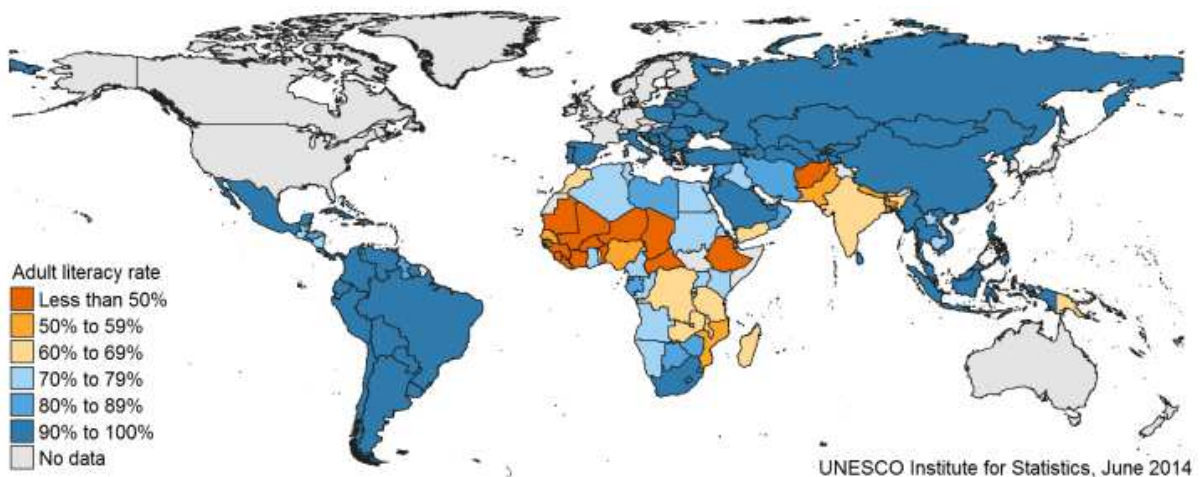 Adult literacy rate
Less than 50%
50% to 59%
60% to 69%
70% to 79%
80% to 89%
90% to 100%
No data
UNESCO Institute for Statistics, June 2014